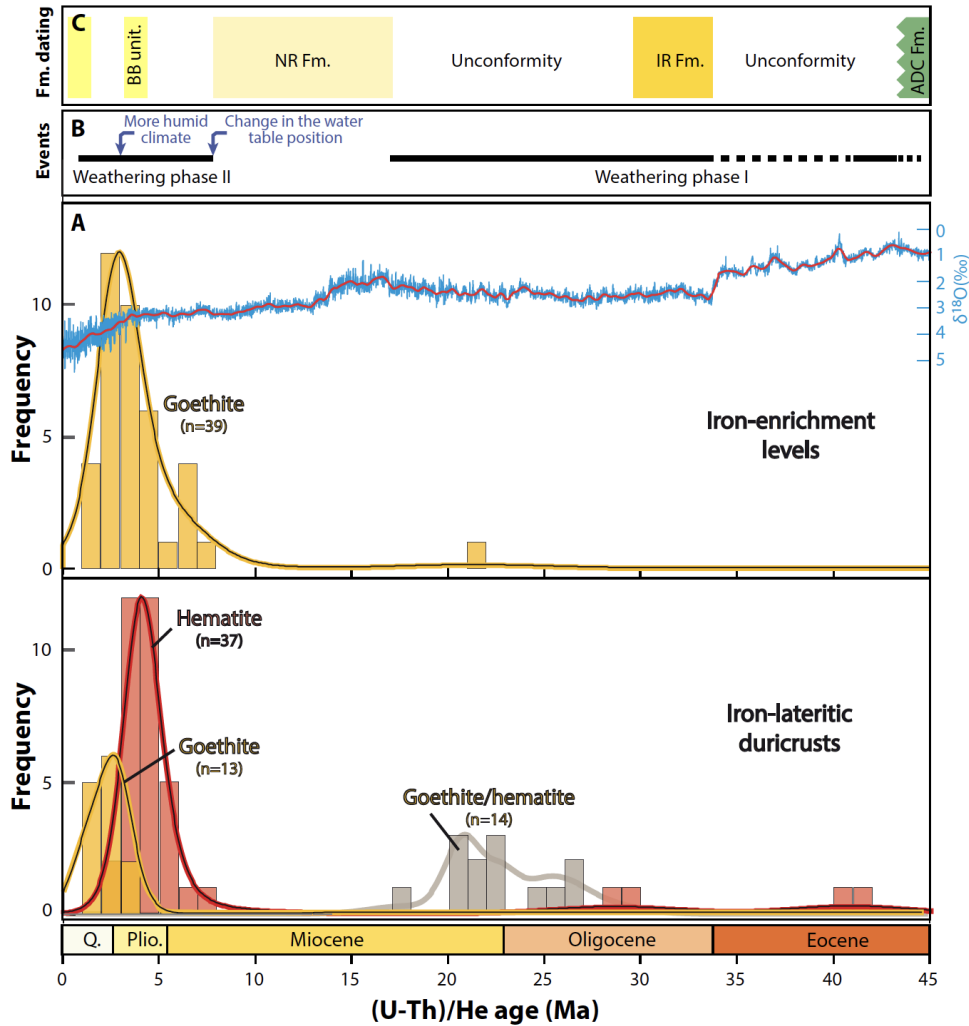 C
Fm. dating
BB unit.
NR Fm.
Unconformity
IR Fm.
Unconformity
ADC Fm.
B
Events
More humid
climate
Change in the water
table position
Weathering phase II
Weathering phase I
A
Frequency
10
5
0
0
1
2
3
4
5
δ¹⁸O(‰)
Goethite
(n=39)
Iron-enrichment
levels
Frequency
10
5
0
Hematite
(n=37)
Goethite
(n=13)
Goethite/hematite
(n=14)
Iron-lateritic
duricrusts
Q. Plio. Miocene Oligocene Eocene
0 5 10 15 20 25 30 35 40 45
(U-Th)/He age (Ma)